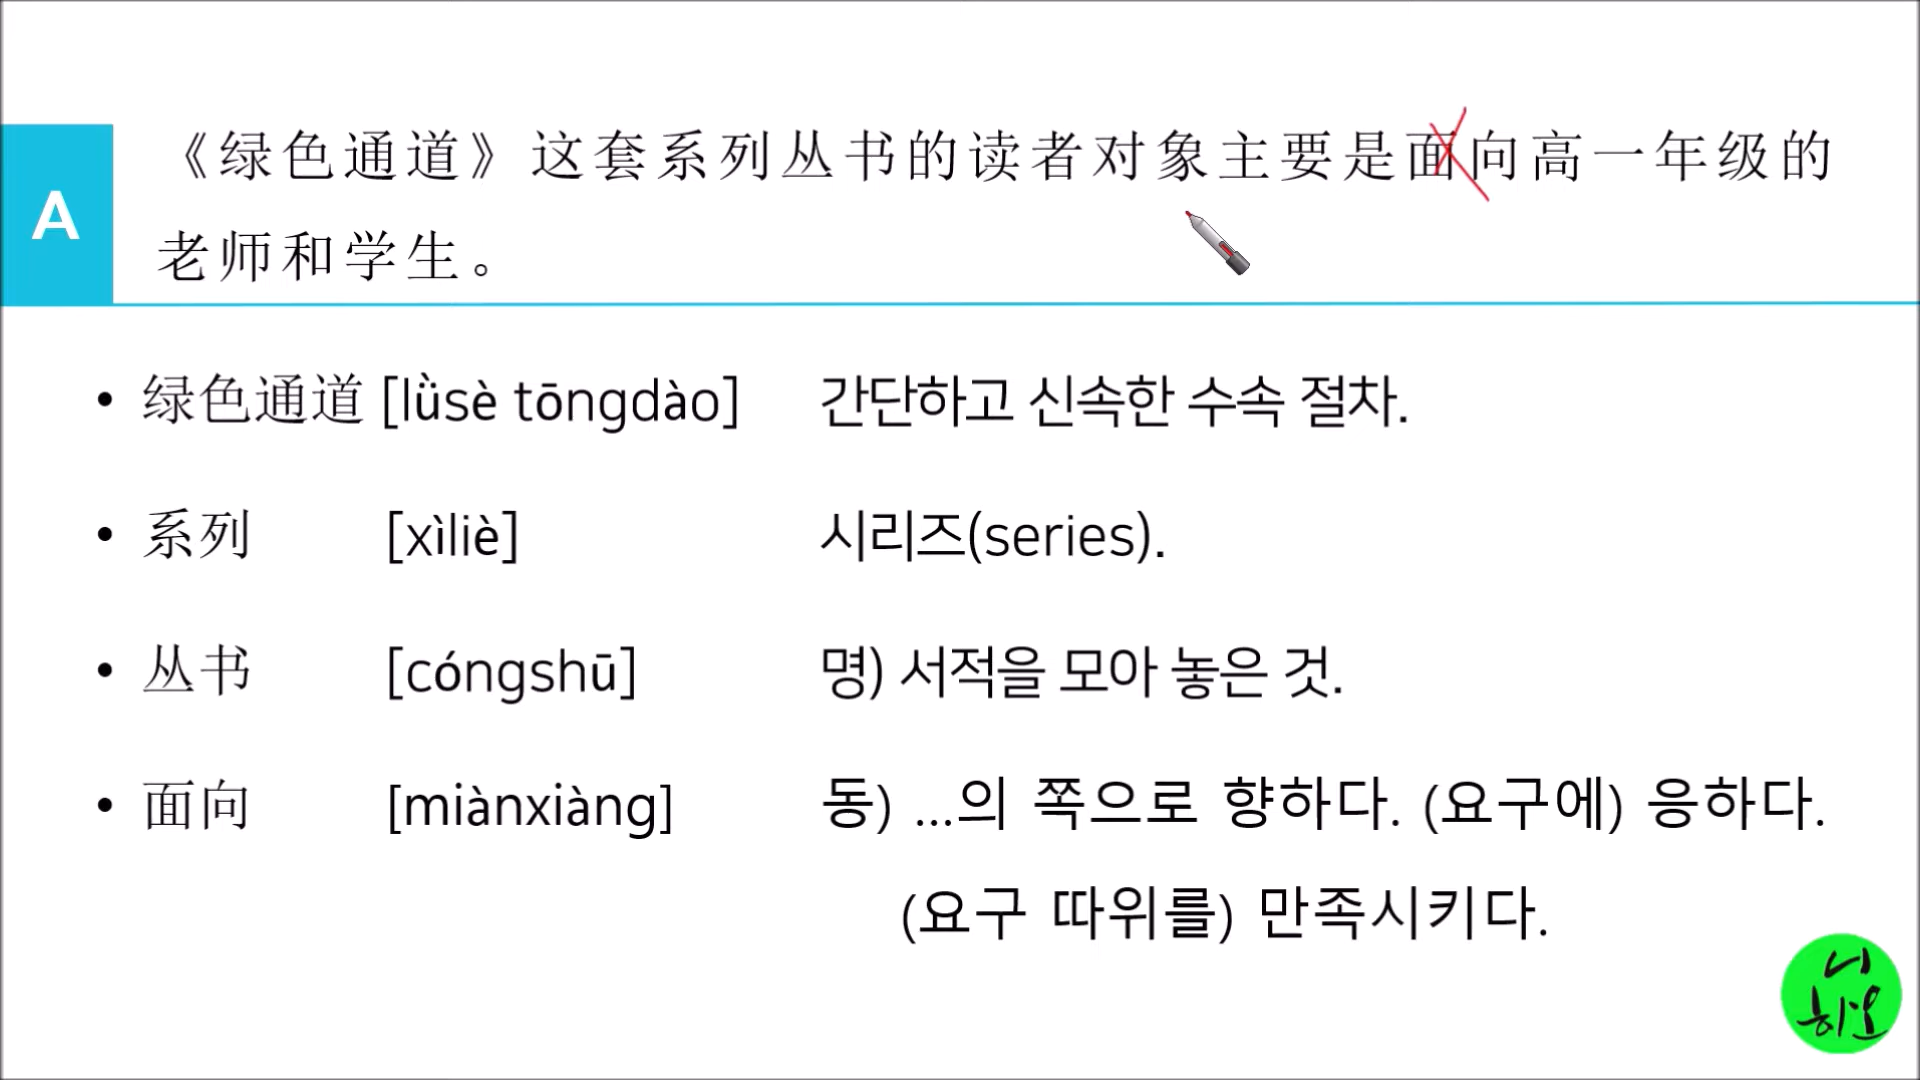 《绿色通道》这套系列丛书的读者对象主要是面向高一年级的
A
老师和学生。
• 绿色通道 [lǜsè tōngdào] 간단하고 신속한 수속 절차.
• 系列 [xìliè] 시리즈(series).
• 丛书 [cóngshū] 명) 서적을 모아 놓은 것.
• 面向 [miànxiàng] 동) ...의 쪽으로 향하다. (요구에) 응하다.
(요구 따위를) 만족시키다.
니
하오